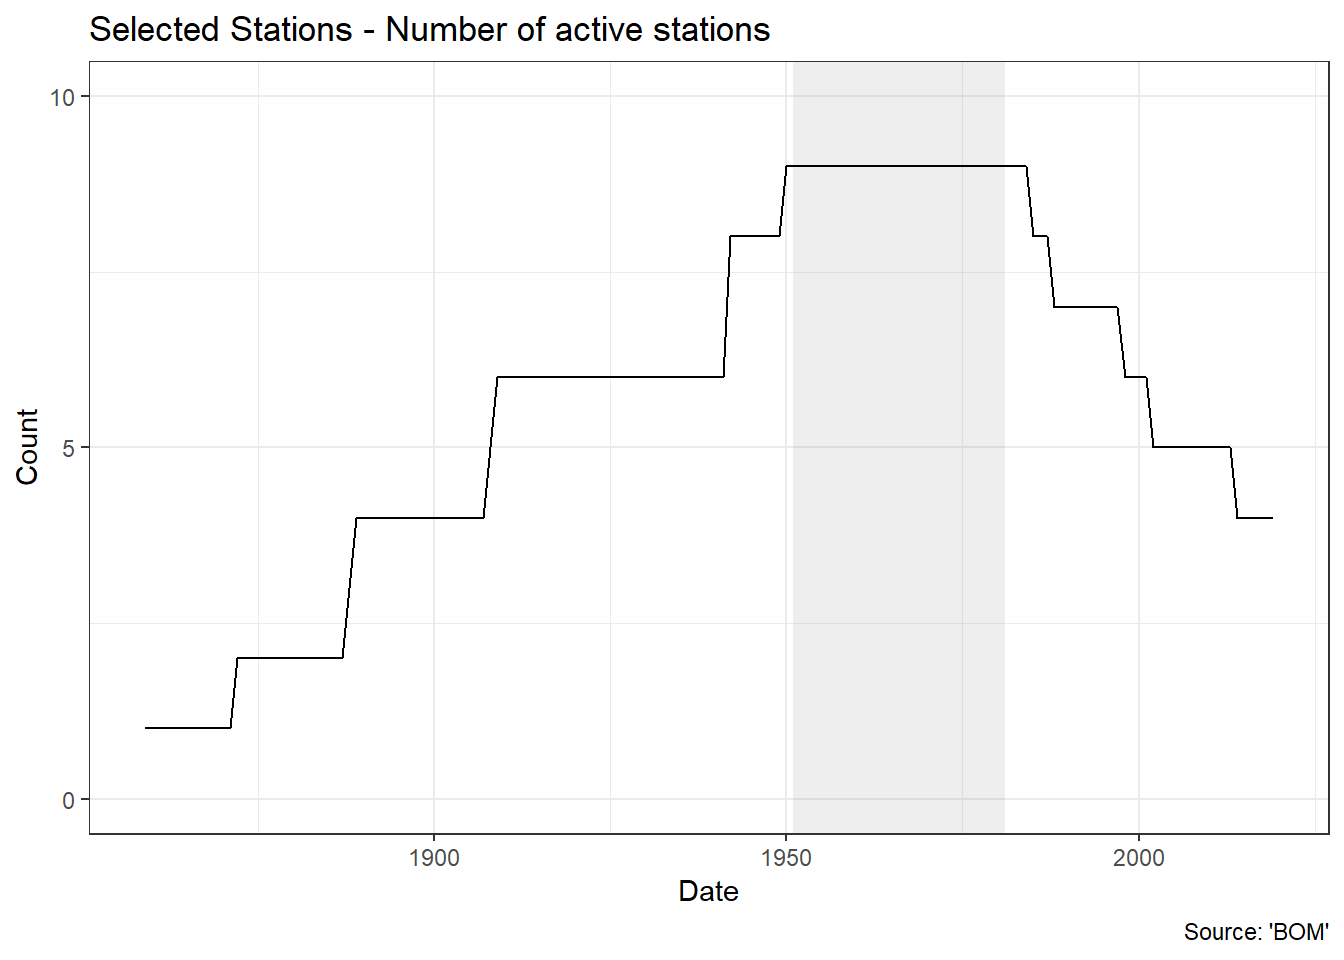 Selected Stations - Number of active stations
10
5
0
Count
1900 1950 2000
Date
Source: 'BOM'